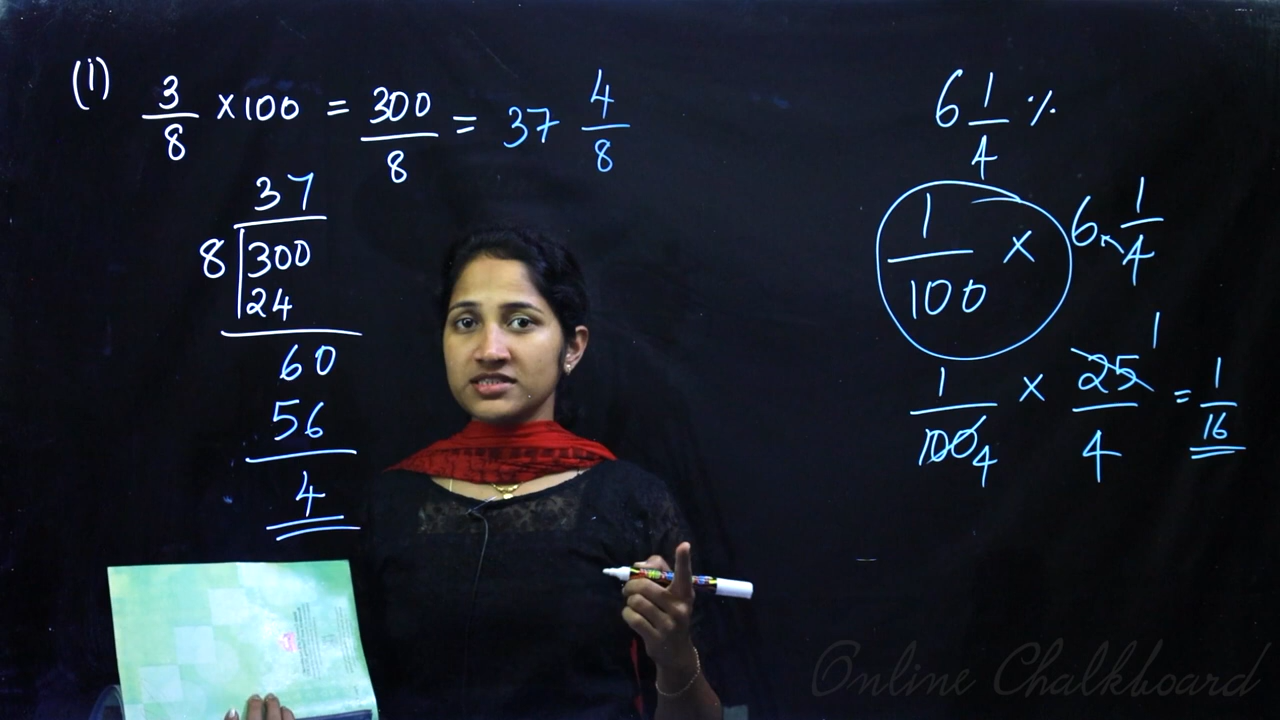 (i) 3/8 × 100 = 300/8 = 37 4/8
37
8 300
24
60
56
4
6 1/4 %
1/100 × 6 × 1/4
1
1/100 4 × 25/4 = 1/16
Online Chalkboard